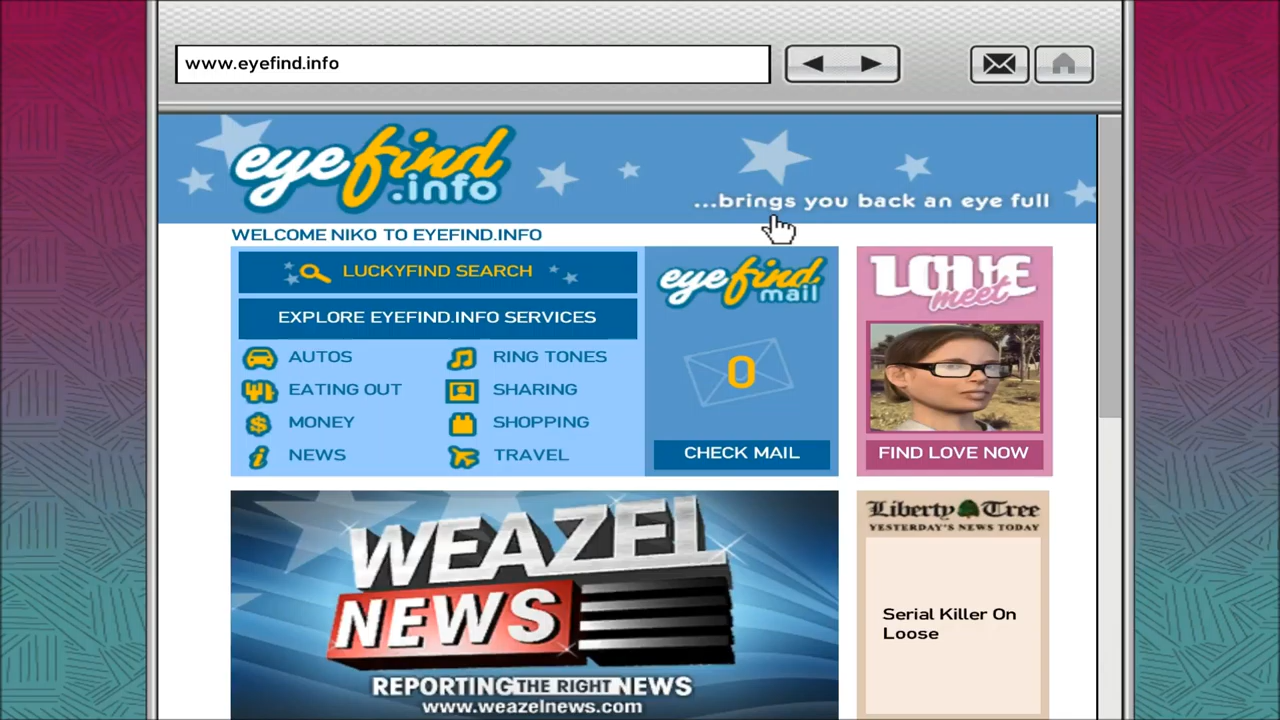 www.eyefind.info
eyefind
.info
...brings you back an eye full
WELCOME NIKO TO EYEFIND.INFO
LUCKYFIND SEARCH
EXPLORE EYEFIND.INFO SERVICES
AUTOS
RING TONES
EATING OUT
SHARING
MONEY
SHOPPING
NEWS
TRAVEL
eyefind
mail
0
CHECK MAIL
LOVE
meet
FIND LOVE NOW
WEAZEL
NEWS
REPORTING THE RIGHT NEWS
www.weazelnews.com
Liberty Tree
YESTERDAY'S NEWS TODAY
Serial Killer On
Loose